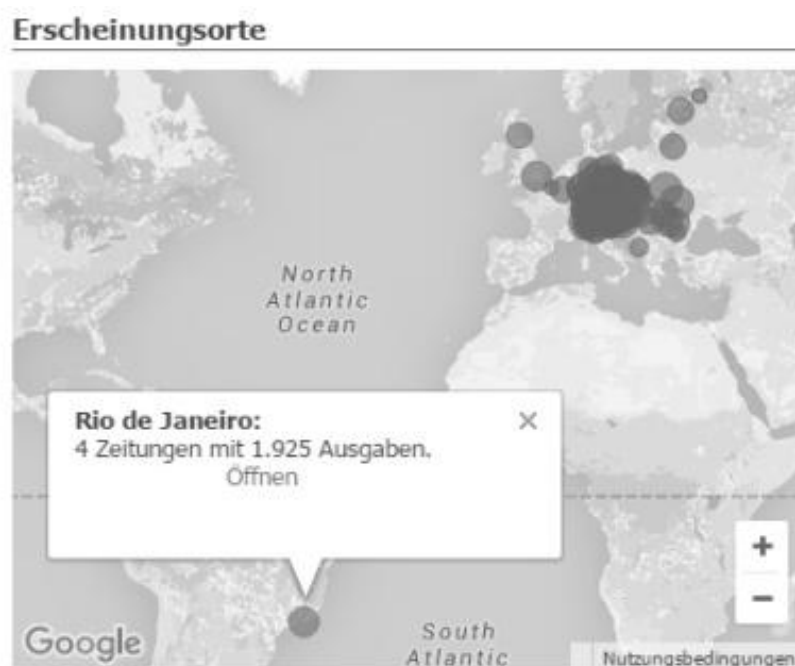 Erscheinungsorte
North
Atlantic
Ocean
Rio de Janeiro:
×
4 Zeitungen mit 1.925 Ausgaben.
Öffnen
+
−
Google
South
Atlantic
Nutzungsbedingungen